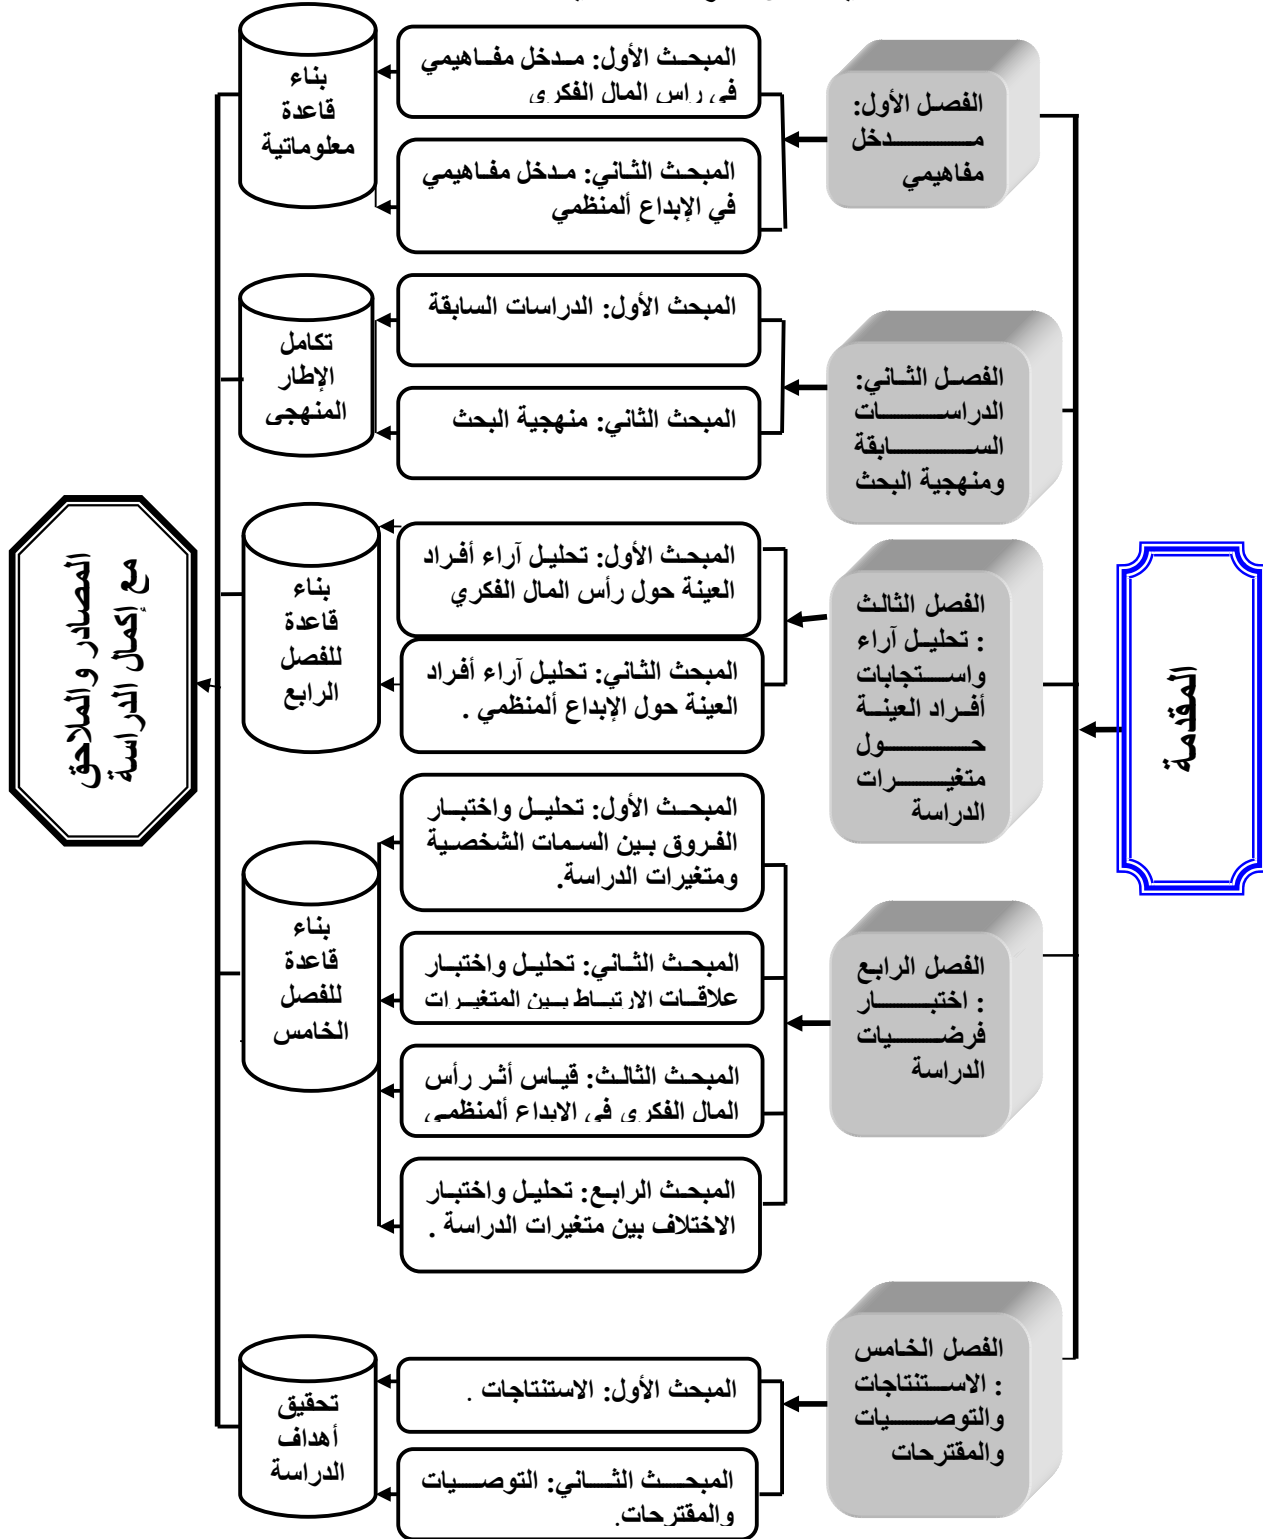 المقدمة
الفصل الأول:
مدخل
مفاهيمي
المبحث الأول: مدخل مفاهيمي
في راس المال الفكري
المبحث الثاني: مدخل مفاهيمي
في الإبداع ألمنظمي
بناء
قاعدة
معلوماتية
الفصل الثاني:
الدراسات
السابقة
ومنهجية البحث
المبحث الأول: الدراسات السابقة
المبحث الثاني: منهجية البحث
تكامل
الإطار
المنهجي
الفصل الثالث
: تحليل آراء
واستجابات
أفراد العينة
حول
متغيرات
الدراسة
المبحث الأول: تحليل آراء أفراد
العينة حول رأس المال الفكري
المبحث الثاني: تحليل آراء أفراد
العينة حول الإبداع ألمنظمي .
بناء
قاعدة
للفصل
الرابع
الفصل الرابع
: اختبار
فرضيات
الدراسة
المبحث الأول: تحليل واختبار
الفروق بين السمات الشخصية
ومتغيرات الدراسة.
المبحث الثاني: تحليل واختبار
علاقات الارتباط بين المتغيرات
المبحث الثالث: قياس أثر رأس
المال الفكري في الإبداع ألمنظمي
المبحث الرابع: تحليل واختبار
الاختلاف بين متغيرات الدراسة .
بناء
قاعدة
للفصل
الخامس
الفصل الخامس
: الاستنتاجات
والتوصيات
والمقترحات
المبحث الأول: الاستنتاجات .
المبحث الثاني: التوصيات
والمقترحات.
تحقيق
أهداف
الدراسة
المصادر والملاحق
مع إكمال الدراسة